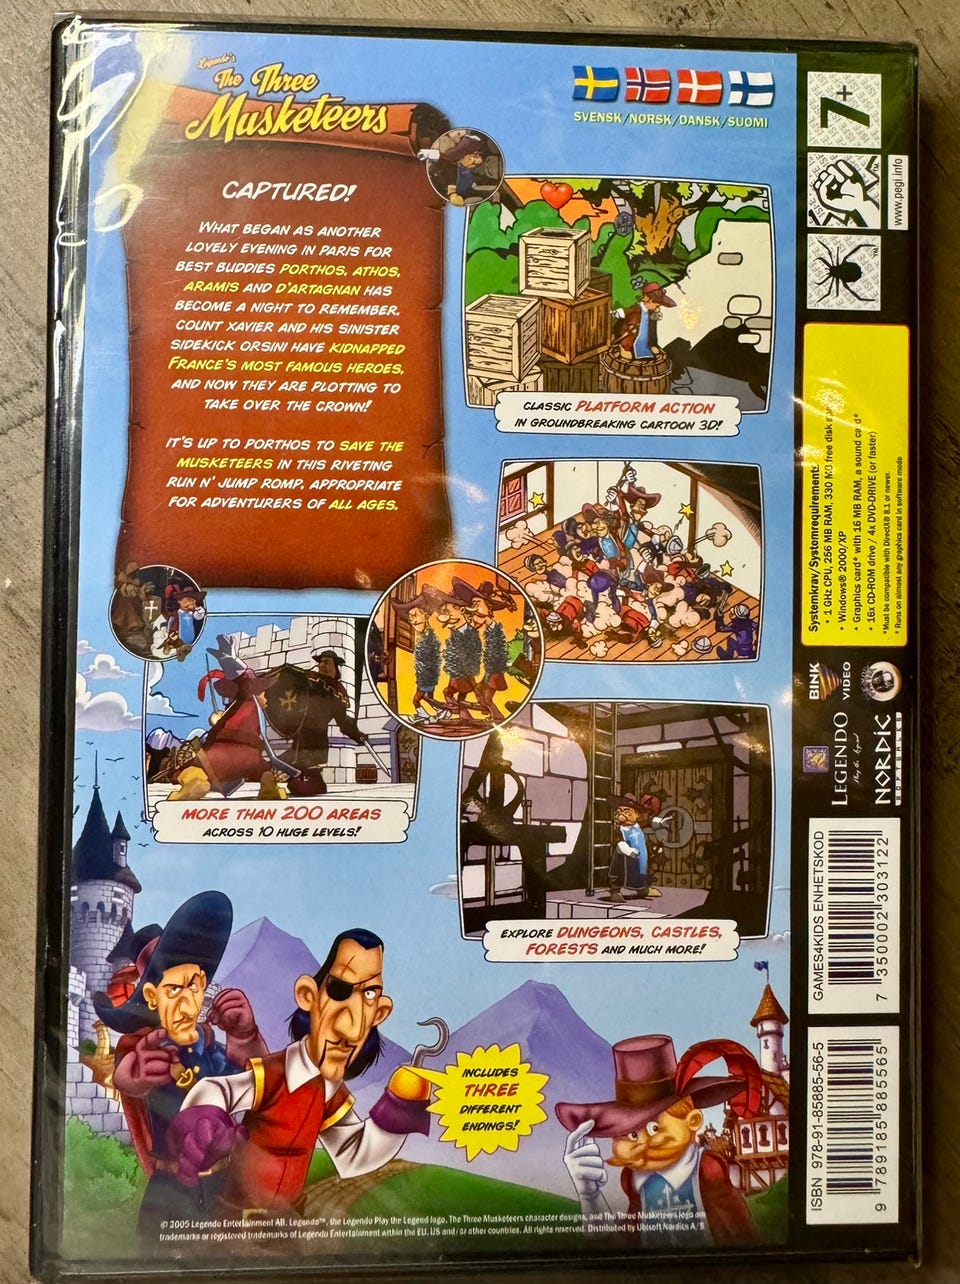 Legendo's
The Three
Musketeers
CAPTURED!
WHAT BEGAN AS ANOTHER
LOVELY EVENING IN PARIS FOR
BEST BUDDIES PORTHOS, ATHOS,
ARAMIS AND D'ARTAGNAN HAS
BECOME A NIGHT TO REMEMBER.
COUNT XAVIER AND HIS SINISTER
SIDEKICK ORSINI HAVE KIDNAPPED
FRANCE'S MOST FAMOUS HEROES,
AND NOW THEY ARE PLOTTING TO
TAKE OVER THE CROWN!
IT'S UP TO PORTHOS TO SAVE THE
MUSKETEERS IN THIS RIVETING
RUN N' JUMP ROMP, APPROPRIATE
FOR ADVENTURERS OF ALL AGES.
SVENSK/NORSK/DANSK/SUOMI
CLASSIC PLATFORM ACTION
IN GROUNDBREAKING CARTOON 3D!
MORE THAN 200 AREAS
ACROSS 10 HUGE LEVELS!
EXPLORE DUNGEONS, CASTLES,
FORESTS AND MUCH MORE!
INCLUDES
THREE
DIFFERENT
ENDINGS!
© 2005 Legendo Entertainment AB. Legendo™, the Legendo Play the Legend logo, The Three Musketeers character designs, and The Three Musketeers logo are
trademarks or registered trademarks of Legendo Entertainment within the EU, US and/or other countries. All rights reserved. Distributed by Ubisoft Nordics A/S
7+
www.pegi.info
Systemkrav/Systemrequirements
• 1 GHz CPU, 256 MB RAM, 330 MB free disk
• Windows® 2000/XP
• Graphics card* with 16 MB RAM, a sound card*
• 16x CD-ROM drive / 4x DVD-DRIVE (or faster)
*Must be compatible with DirectX® 8.1 or newer.
* Runs on almost any graphics card in software mode
BINK
VIDEO
LEGENDO
Play the legend
NORDIC
SOFTSALES
GAMES4KIDS ENHETSKOD
7 350002 303122
ISBN 978-91-85885-56-5
9 789185 885565